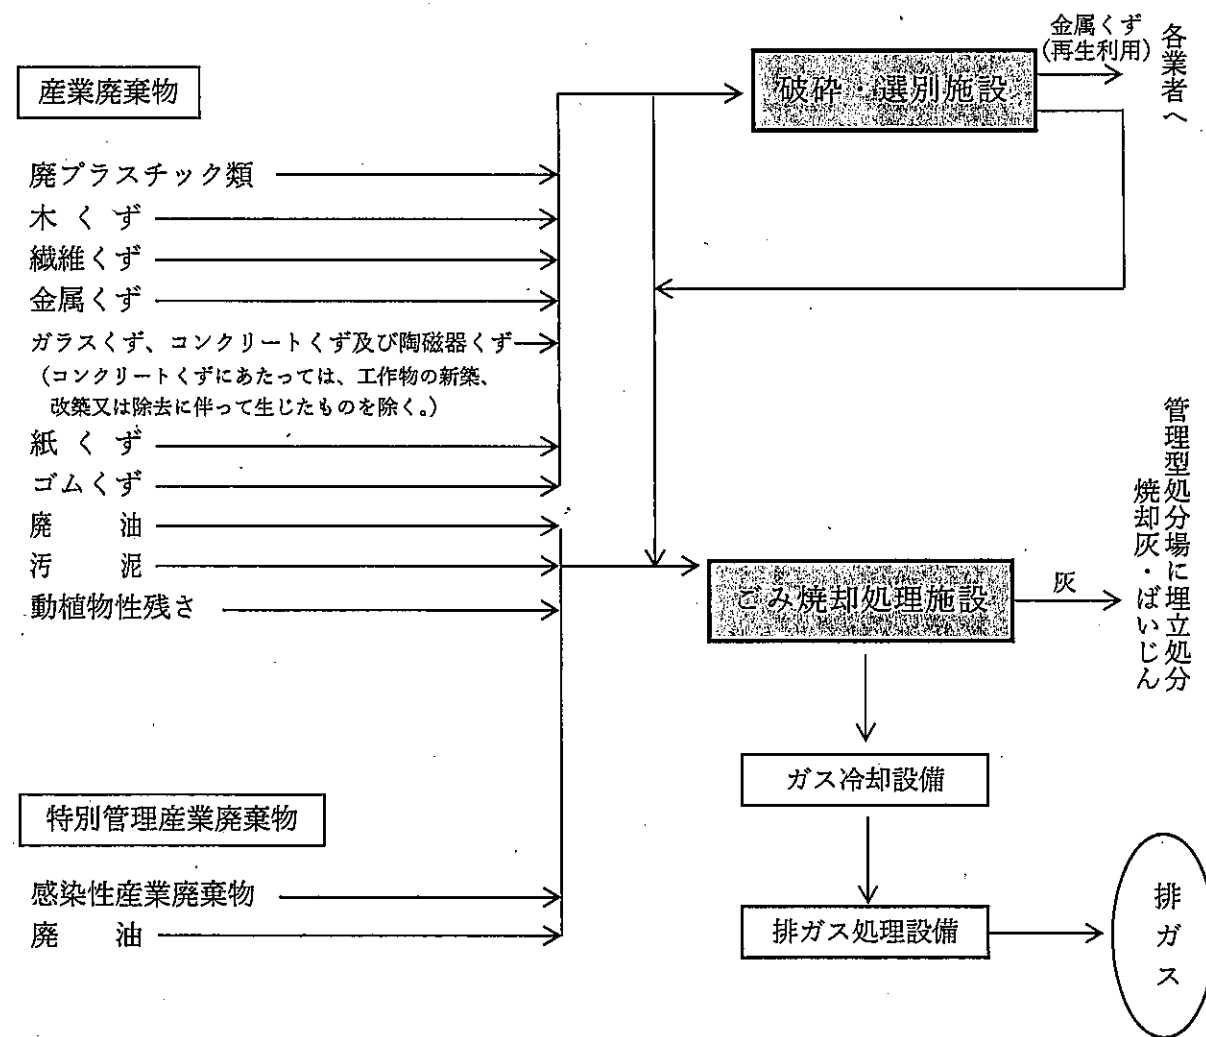 産業廃棄物
廃プラスチック類
木くず
繊維くず
金属くず
ガラスくず、コンクリートくず及び陶磁器くず
(コンクリートくずにあたっては、工作物の新築、
改築又は除去に伴って生じたものを除く。)
紙くず
ゴムくず
廃油
汚泥
動植物性残さ
特別管理産業廃棄物
感染性産業廃棄物
廃油
破砕・選別施設
金属くず
(再生利用)
各業者へ
ごみ焼却処理施設
灰
管理型処分場に埋立処分
焼却灰・ばいじん
ガス冷却設備
排ガス処理設備
排ガス